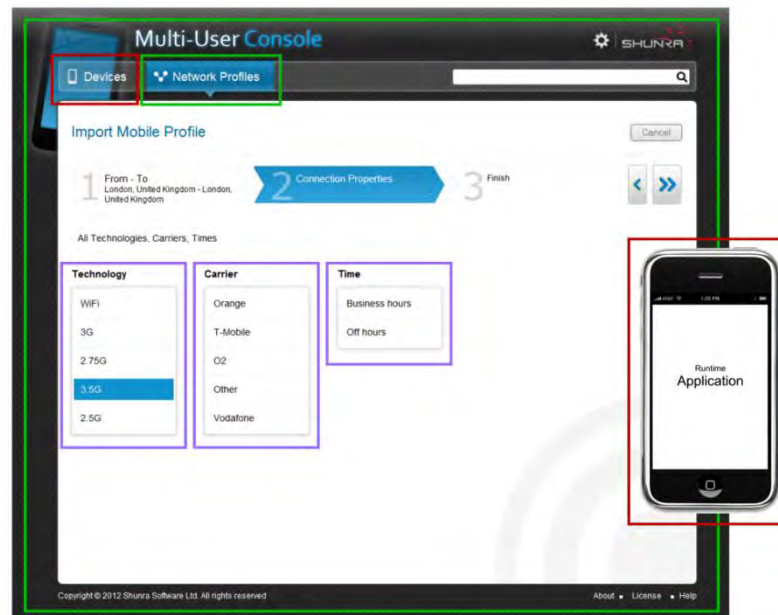 Multi-User Console
SHUNRA
Devices
Network Profiles
Import Mobile Profile
Cancel
1
From - To
London, United Kingdom - London,
United Kingdom
2
Connection Properties
3
Finish
All Technologies, Carriers, Times
Technology
WiFi
3G
2.75G
3.5G
2.5G
Carrier
Orange
T-Mobile
O2
Other
Vodafone
Time
Business hours
Off hours
Runtime
Application
Copyright © 2012 Shunra Software Ltd. All rights reserved
About ▪ License ▪ Help